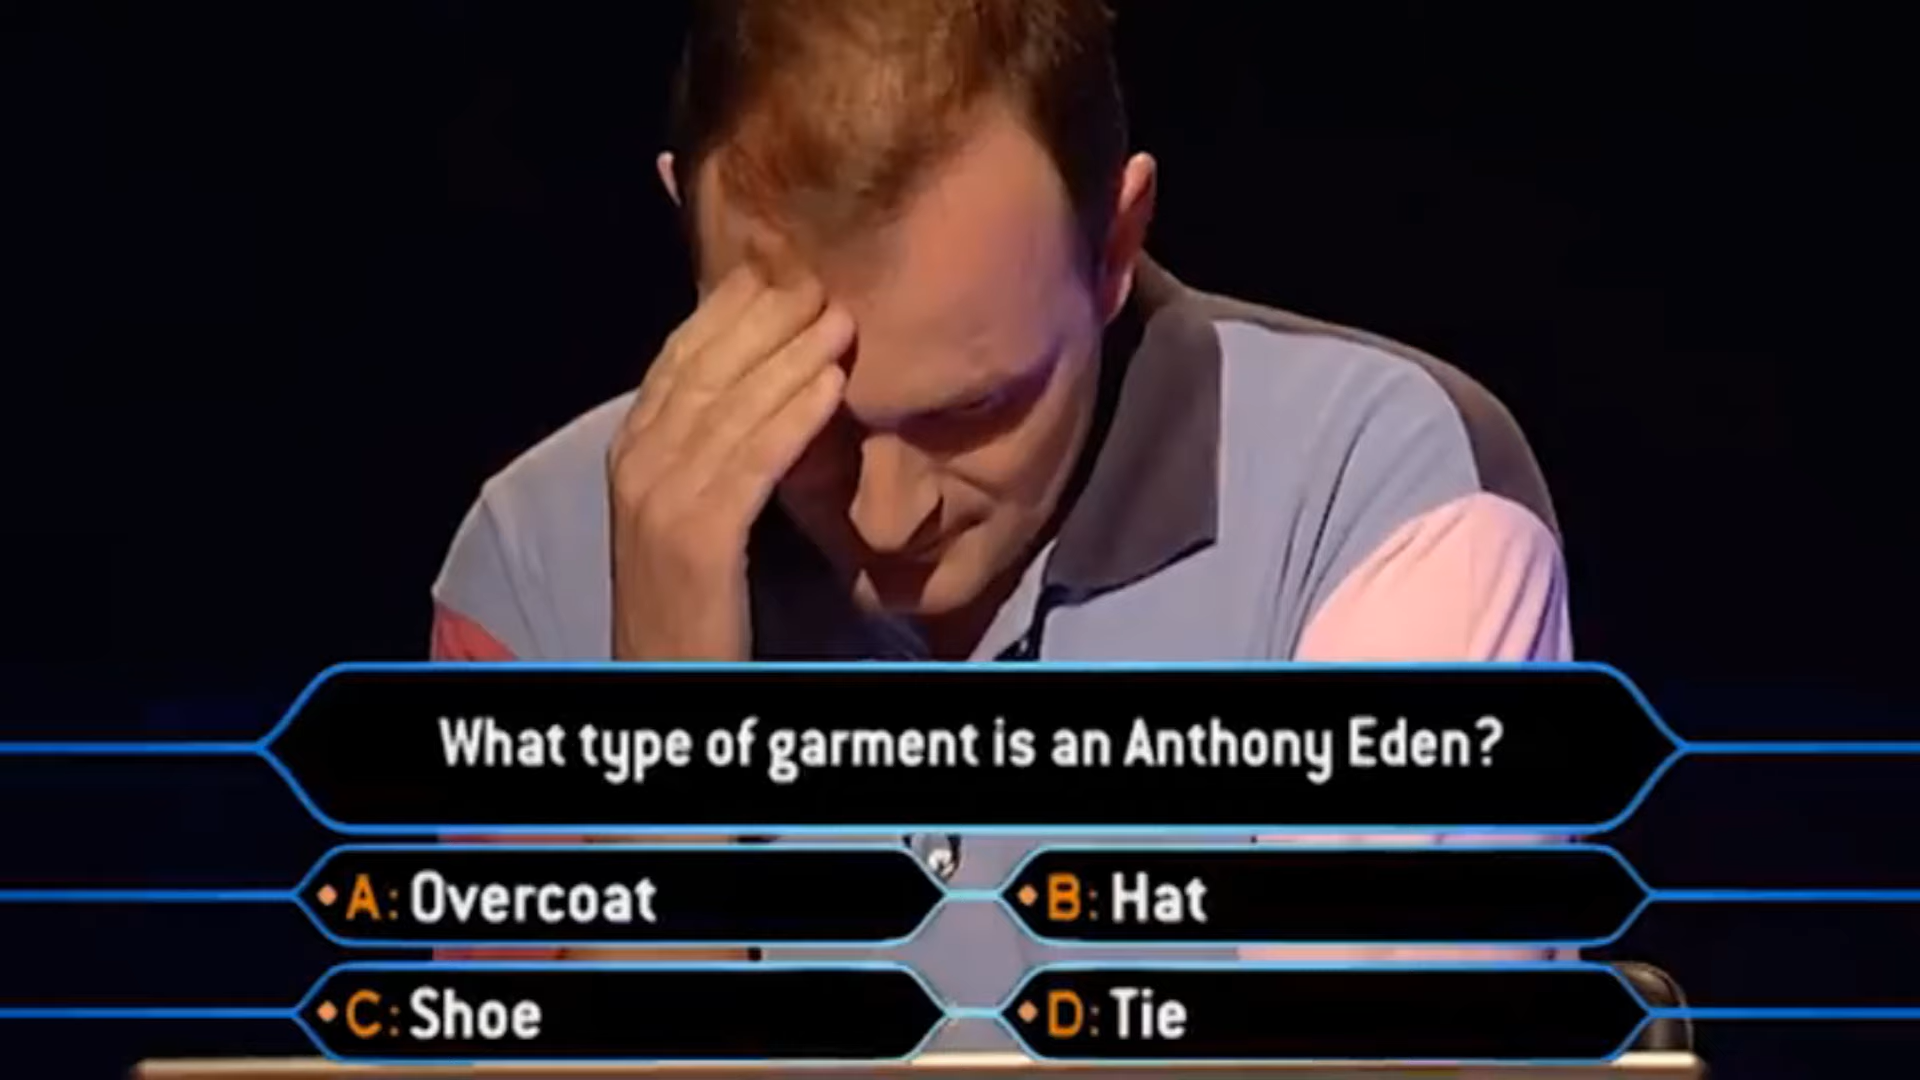 What type of garment is an Anthony Eden?
A: Overcoat
B: Hat
C: Shoe
D: Tie